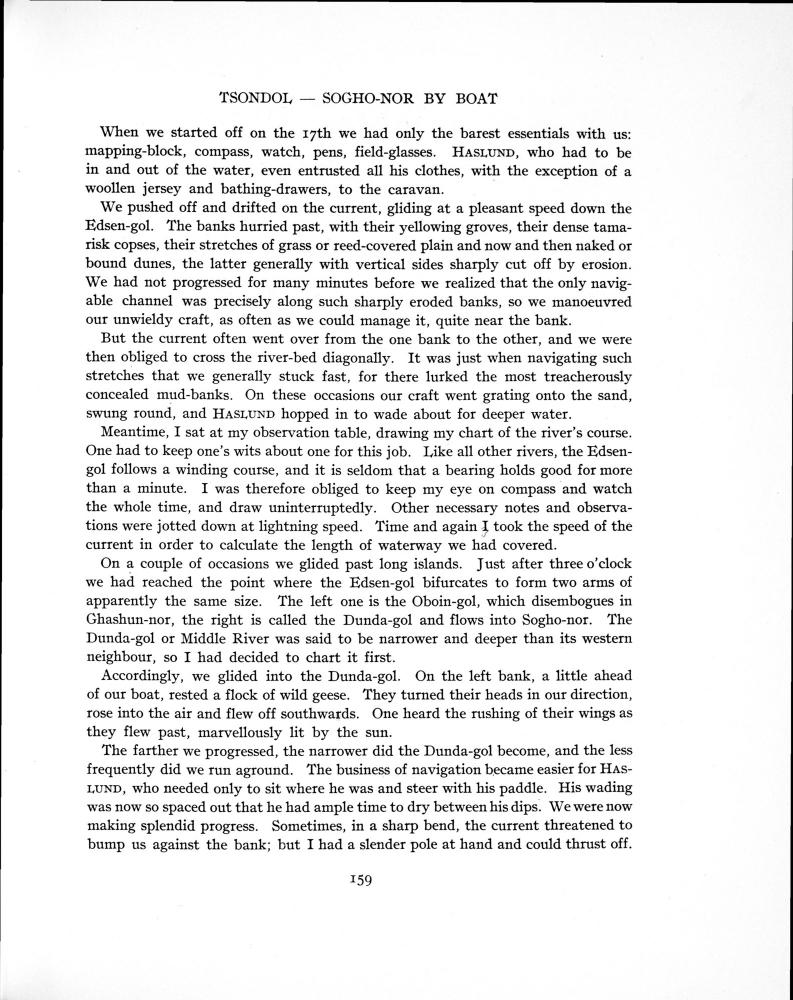 TSONDOL — SOGHO-NOR BY BOAT
When we started off on the 17th we had only the barest essentials with us:
mapping-block, compass, watch, pens, field-glasses. HASLUND, who had to be
in and out of the water, even entrusted all his clothes, with the exception of a
woollen jersey and bathing-drawers, to the caravan.
We pushed off and drifted on the current, gliding at a pleasant speed down the
Edsen-gol. The banks hurried past, with their yellowing groves, their dense tama-
risk copses, their stretches of grass or reed-covered plain and now and then naked or
bound dunes, the latter generally with vertical sides sharply cut off by erosion.
We had not progressed for many minutes before we realized that the only navig-
able channel was precisely along such sharply eroded banks, so we manoeuvred
our unwieldy craft, as often as we could manage it, quite near the bank.
But the current often went over from the one bank to the other, and we were
then obliged to cross the river-bed diagonally. It was just when navigating such
stretches that we generally stuck fast, for there lurked the most treacherously
concealed mud-banks. On these occasions our craft went grating onto the sand,
swung round, and HASLUND hopped in to wade about for deeper water.
Meantime, I sat at my observation table, drawing my chart of the river's course.
One had to keep one's wits about one for this job. Like all other rivers, the Edsen-
gol follows a winding course, and it is seldom that a bearing holds good for more
than a minute. I was therefore obliged to keep my eye on compass and watch
the whole time, and draw uninterruptedly. Other necessary notes and observa-
tions were jotted down at lightning speed. Time and again I took the speed of the
current in order to calculate the length of waterway we had covered.
On a couple of occasions we glided past long islands. Just after three o'clock
we had reached the point where the Edsen-gol bifurcates to form two arms of
apparently the same size. The left one is the Oboin-gol, which disembogues in
Ghashun-nor, the right is called the Dunda-gol and flows into Sogho-nor. The
Dunda-gol or Middle River was said to be narrower and deeper than its western
neighbour, so I had decided to chart it first.
Accordingly, we glided into the Dunda-gol. On the left bank, a little ahead
of our boat, rested a flock of wild geese. They turned their heads in our direction,
rose into the air and flew off southwards. One heard the rushing of their wings as
they flew past, marvellously lit by the sun.
The farther we progressed, the narrower did the Dunda-gol become, and the less
frequently did we run aground. The business of navigation became easier for HAS-
LUND, who needed only to sit where he was and steer with his paddle. His wading
was now so spaced out that he had ample time to dry between his dips. We were now
making splendid progress. Sometimes, in a sharp bend, the current threatened to
bump us against the bank; but I had a slender pole at hand and could thrust off.
159